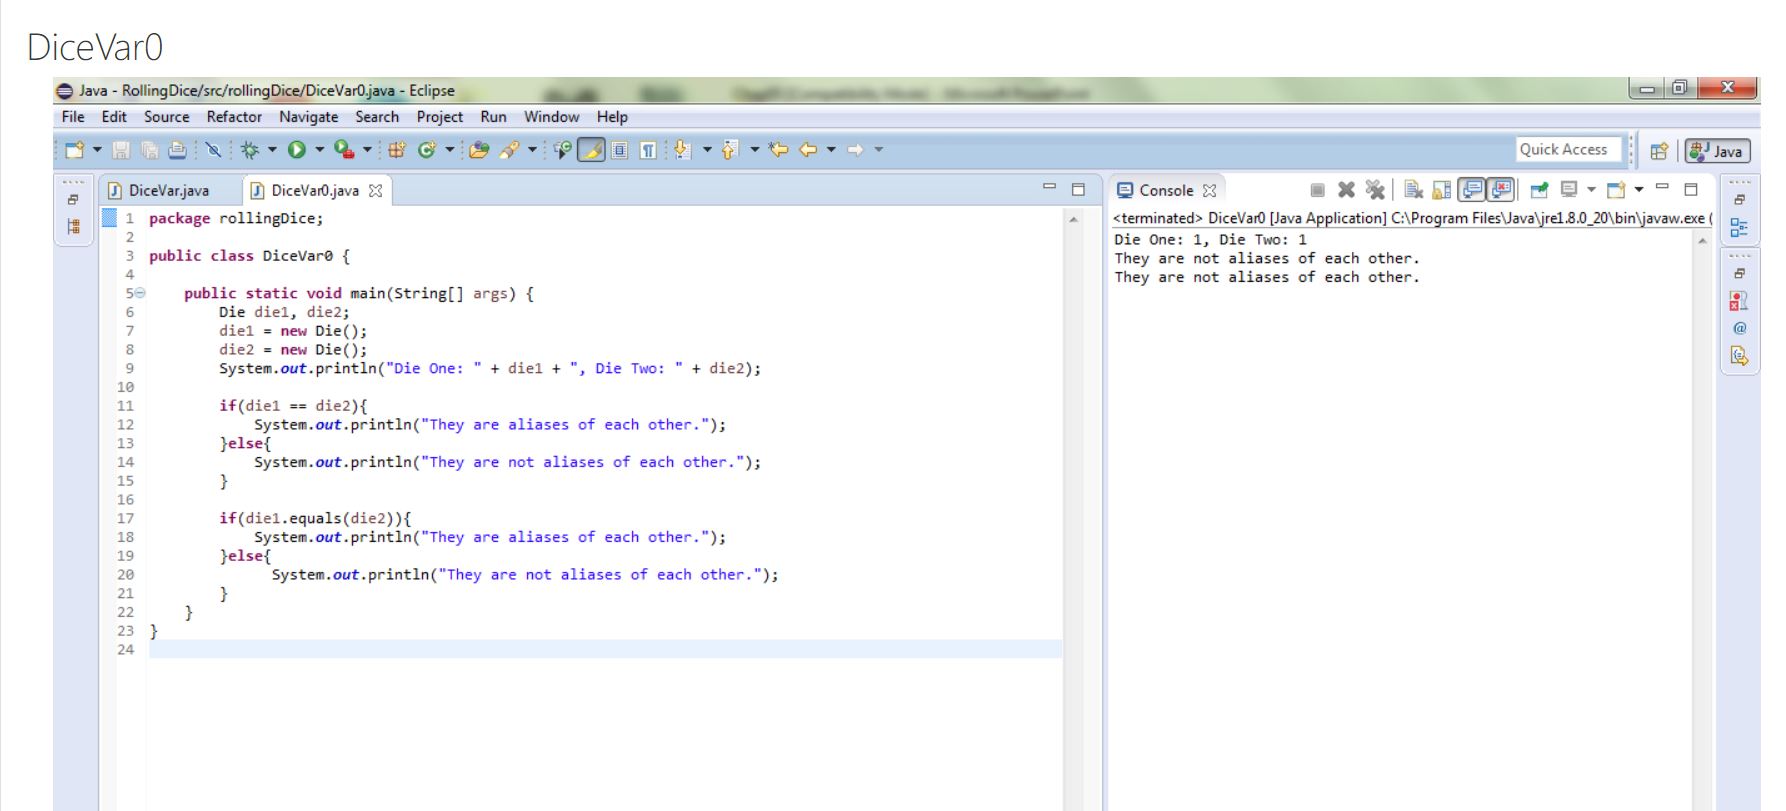 DiceVar0
Java - RollingDice/src/rollingDice/DiceVar0.java - Eclipse
File Edit Source Refactor Navigate Search Project Run Window Help
Quick Access
Java
DiceVar.java
DiceVar0.java
1 package rollingDice;
2
3 public class DiceVar0 {
4
5     public static void main(String[] args) {
6         Die die1, die2;
7         die1 = new Die();
8         die2 = new Die();
9         System.out.println("Die One: " + die1 + ", Die Two: " + die2);
10
11         if(die1 == die2){
12             System.out.println("They are aliases of each other.");
13         }else{
14             System.out.println("They are not aliases of each other.");
15         }
16
17         if(die1.equals(die2)){
18             System.out.println("They are aliases of each other.");
19         }else{
20               System.out.println("They are not aliases of each other.");
21         }
22     }
23 }
24
Console
<terminated> DiceVar0 [Java Application] C:\Program Files\Java\jre1.8.0_20\bin\javaw.exe (
Die One: 1, Die Two: 1
They are not aliases of each other.
They are not aliases of each other.